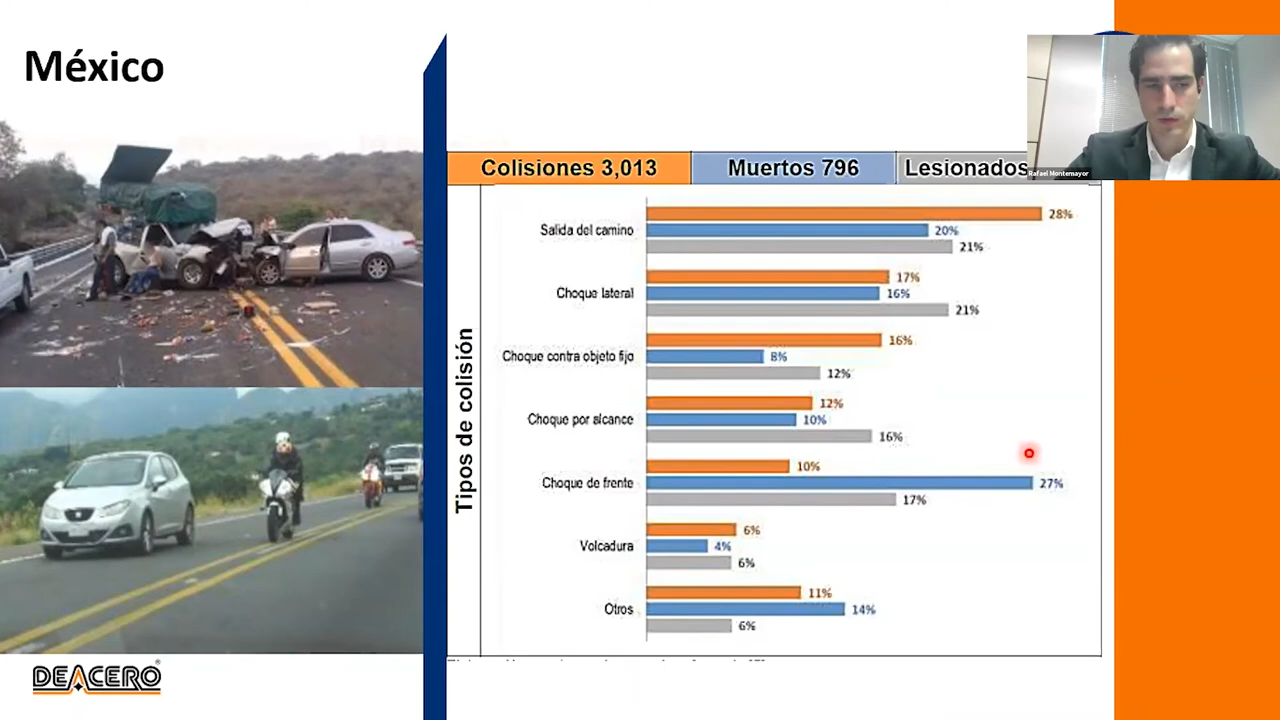 México
Colisiones 3,013
Muertos 796
Lesionados
Rafael Montemayor
Tipos de colisión
Salida del camino
28%
20%
21%
Choque lateral
17%
16%
21%
Choque contra objeto fijo
16%
8%
12%
Choque por alcance
12%
10%
16%
Choque de frente
10%
27%
17%
Volcadura
6%
4%
6%
Otros
11%
14%
6%
DEACERO®